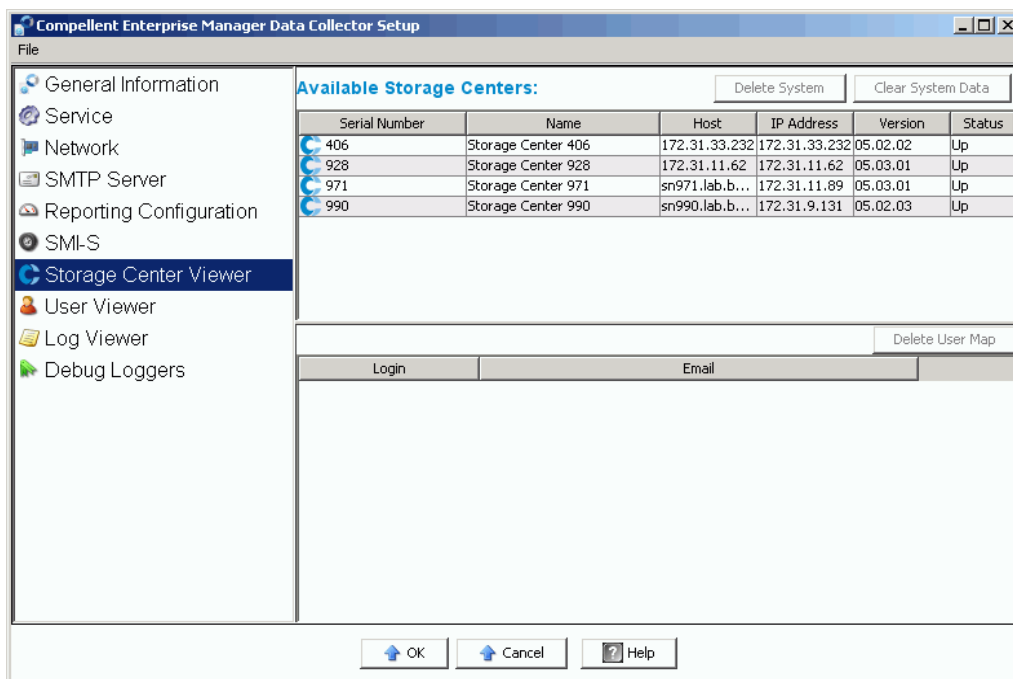 Compellent Enterprise Manager Data Collector Setup
File
General Information
Service
Network
SMTP Server
Reporting Configuration
SMI-S
Storage Center Viewer
User Viewer
Log Viewer
Debug Loggers
Available Storage Centers: Delete System Clear System Data
Serial Number Name Host IP Address Version Status
406 Storage Center 406 172.31.33.232 172.31.33.232 05.02.02 Up
928 Storage Center 928 172.31.11.62 172.31.11.62 05.03.01 Up
971 Storage Center 971 sn971.lab.b... 172.31.11.89 05.03.01 Up
990 Storage Center 990 sn990.lab.b... 172.31.9.131 05.02.03 Up
Delete User Map
Login Email
OK Cancel ? Help